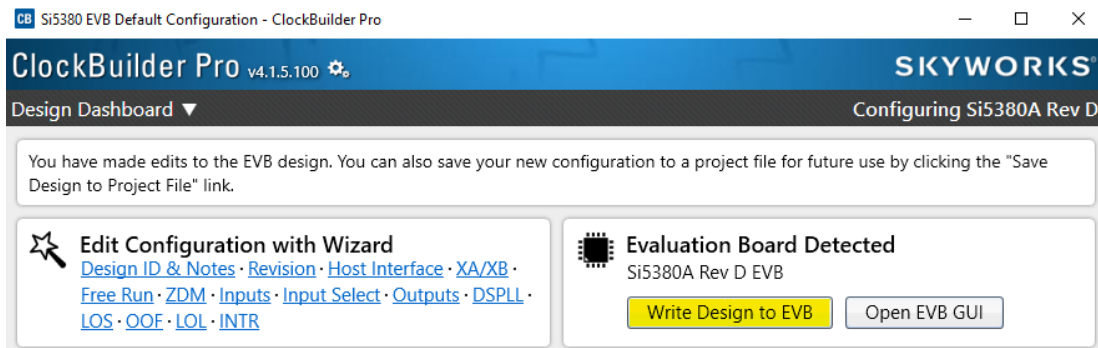 CB Si5380 EVB Default Configuration - ClockBuilder Pro
ClockBuilder Pro v4.1.5.100
SKYWORKS®
Design Dashboard ▼
Configuring Si5380A Rev D
You have made edits to the EVB design. You can also save your new configuration to a project file for future use by clicking the "Save
Design to Project File" link.
Edit Configuration with Wizard
Design ID & Notes · Revision · Host Interface · XA/XB ·
Free Run · ZDM · Inputs · Input Select · Outputs · DSPLL ·
LOS · OOF · LOL · INTR
Evaluation Board Detected
Si5380A Rev D EVB
Write Design to EVB
Open EVB GUI